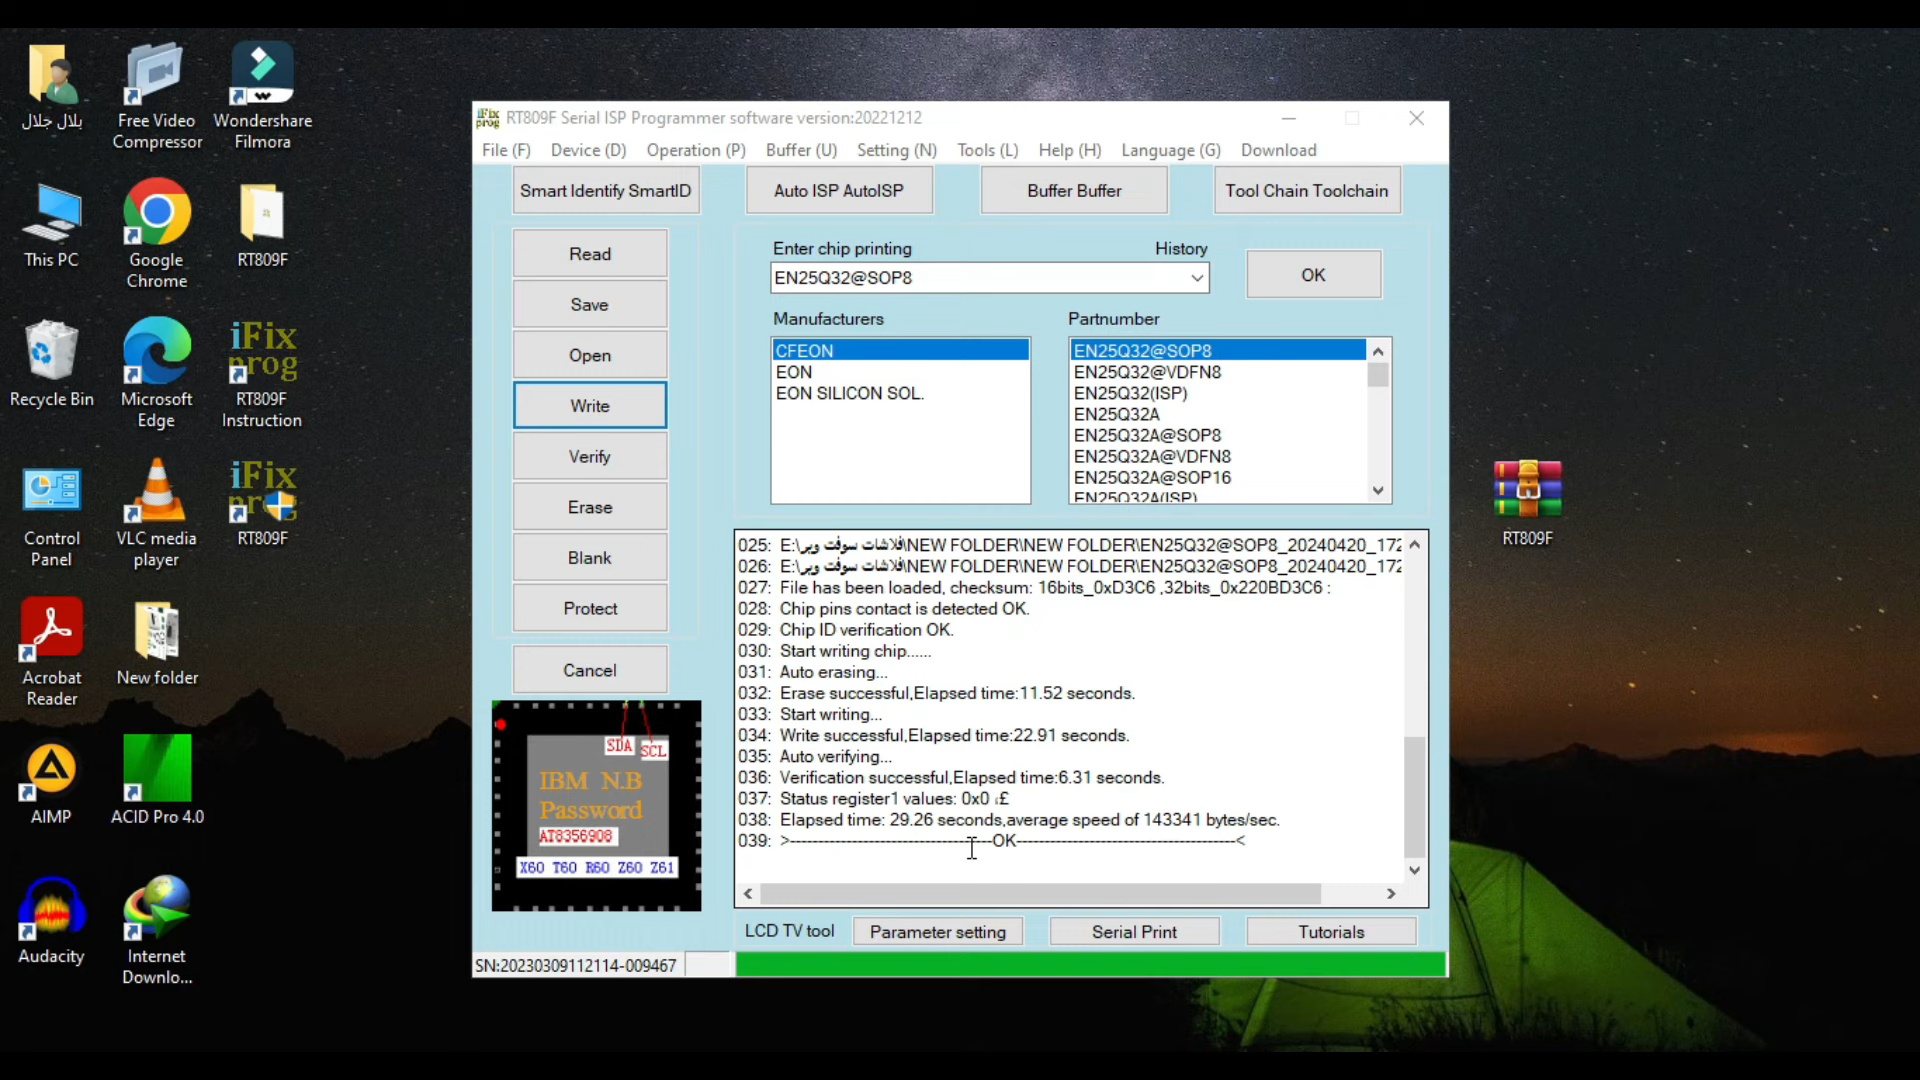 بلال جلال
Free Video
Compressor
Wondershare
Filmora
This PC
Google
Chrome
RT809F
Recycle Bin
Microsoft
Edge
iFix
prog
RT809F
Instruction
Control
Panel
VLC media
player
iFix
prog
RT809F
Acrobat
Reader
New folder
AIMP
ACID Pro 4.0
Audacity
Internet
Downlo...
iFix
prog
RT809F Serial ISP Programmer software version:20221212
File (F) Device (D) Operation (P) Buffer (U) Setting (N) Tools (L) Help (H) Language (G) Download
Smart Identify SmartID Auto ISP AutoISP Buffer Buffer Tool Chain Toolchain
Read
Save
Open
Write
Verify
Erase
Blank
Protect
Cancel
Enter chip printing History
EN25Q32@SOP8 OK
Manufacturers Partnumber
CFEON
EON
EON SILICON SOL.
EN25Q32@SOP8
EN25Q32@VDFN8
EN25Q32(ISP)
EN25Q32A
EN25Q32A@SOP8
EN25Q32A@VDFN8
EN25Q32A@SOP16
EN25Q32A(ISP)
025: E:\فلاشات سوفت وير\NEW FOLDER\NEW FOLDER\EN25Q32@SOP8_20240420_172
026: E:\فلاشات سوفت وير\NEW FOLDER\NEW FOLDER\EN25Q32@SOP8_20240420_172
027: File has been loaded, checksum: 16bits_0xD3C6 ,32bits_0x220BD3C6 :
028: Chip pins contact is detected OK.
029: Chip ID verification OK.
030: Start writing chip......
031: Auto erasing...
032: Erase successful,Elapsed time:11.52 seconds.
033: Start writing...
034: Write successful,Elapsed time:22.91 seconds.
035: Auto verifying...
036: Verification successful,Elapsed time:6.31 seconds.
037: Status register1 values: 0x0 ،£
038: Elapsed time: 29.26 seconds,average speed of 143341 bytes/sec.
039: >-------------------------------------OK----------------------------------------<
SDA SCL
IBM N.B
Password
AT8356908
X60 T60 R60 Z60 Z61
LCD TV tool Parameter setting Serial Print Tutorials
SN:20230309112114-009467
RT809F